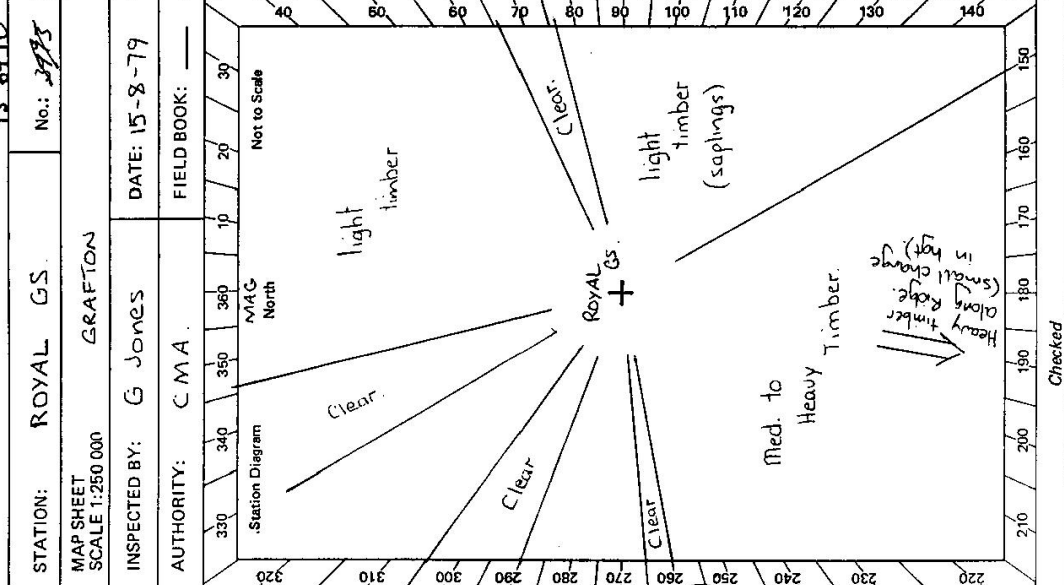 STATION: ROYAL GS. No.: 3495
MAP SHEET
SCALE 1:250 000 GRAFTON
INSPECTED BY: G Jones DATE: 15-8-79
AUTHORITY: C M A. FIELD BOOK: —
330 340 350 360 10 20 30
Station Diagram
MAG
North
Not to Scale
40 50 60 70 80 90 100 110 120 130 140
320 310 300 290 280 270 260 250 240 230 220
150 160 170 180 190 200 210
Clear.
light
timber
Clear.
Clear
Clear
ROYAL
GS.
light
timber
(saplings)
Med. to
Heavy Timber.
Heavy
timber
along Ridge.
(small change
in hgt)
Checked